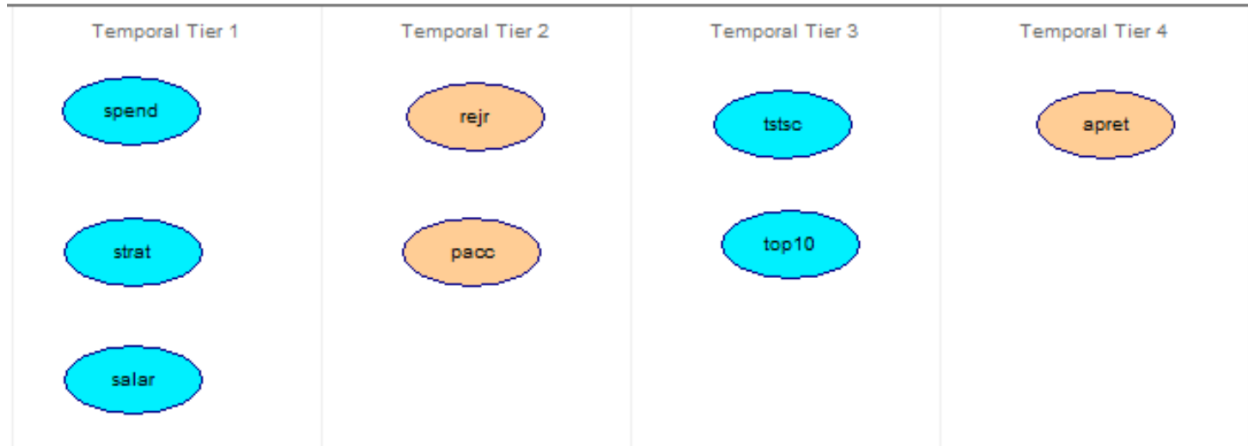 Temporal Tier 1 Temporal Tier 2 Temporal Tier 3 Temporal Tier 4
spend rejr tstsc apret
strat pacc top10
salar